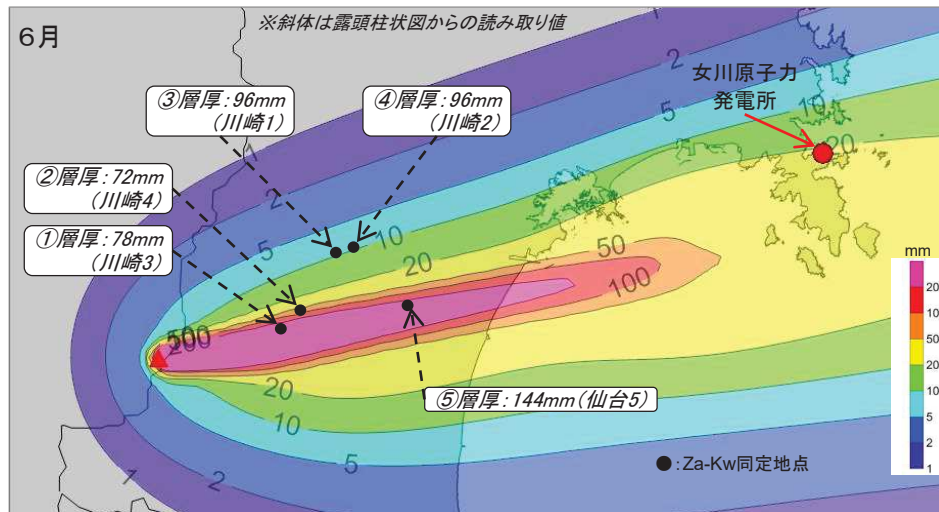 ※斜体は露頭柱状図からの読み取り値
6月
③層厚：96mm
（川崎1）
④層厚：96mm
（川崎2）
女川原子力
発電所
②層厚：72mm
（川崎4）
①層厚：78mm
（川崎3）
1
2
5
10
20
1
2
5
10
20
50
100
500
20
10
5
2
1
⑤層厚：144mm（仙台5）
●：Za-Kw同定地点
mm
20
10
50
20
10
5
2
1